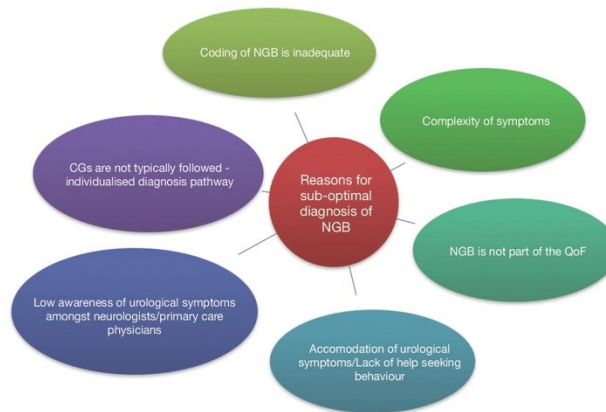 Coding of NGB is inadequate
Complexity of symptoms
CGs are not typically followed -
individualised diagnosis pathway
Reasons for
sub-optimal
diagnosis of
NGB
NGB is not part of the QoF
Low awareness of urological symptoms
amongst neurologists/primary care
physicians
Accomodation of urological
symptoms/Lack of help seeking
behaviour